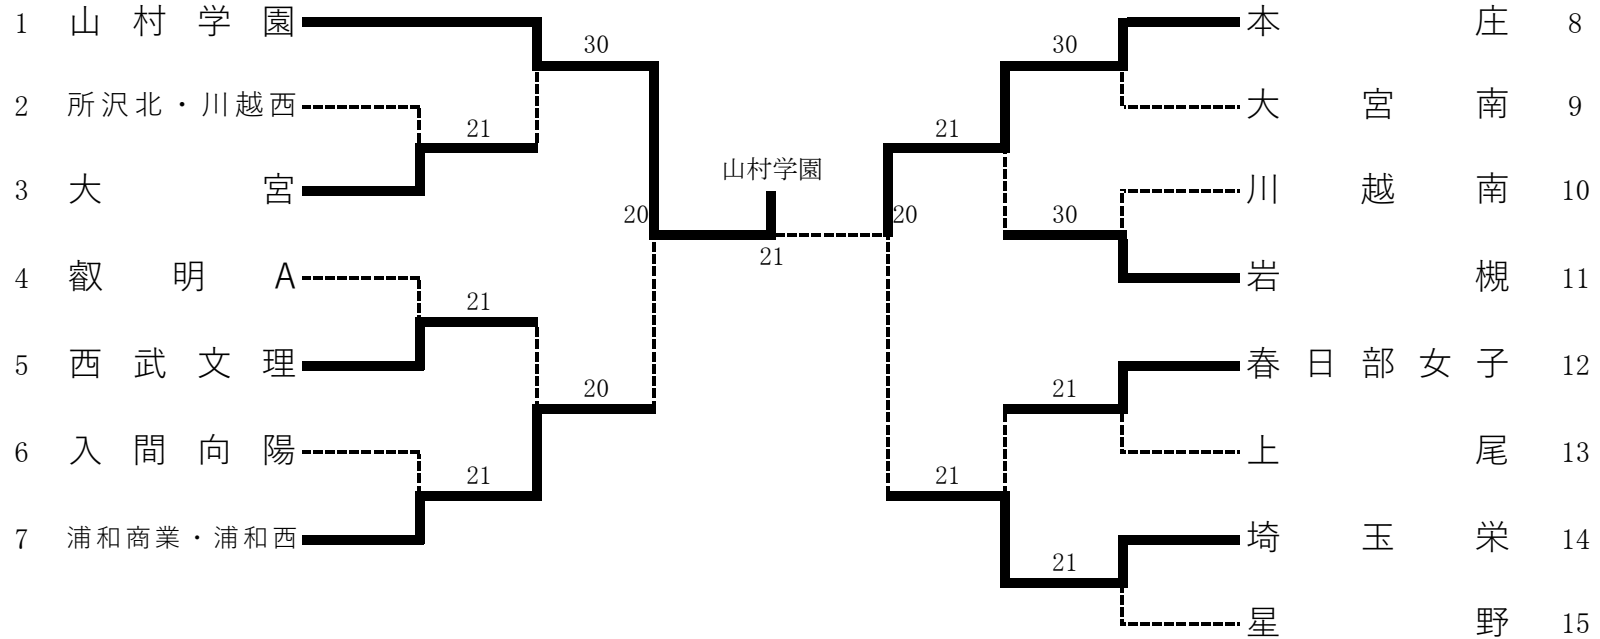 1 山村学園
2 所沢北・川越西
3 大宮
4 叡明A
5 西武文理
6 入間向陽
7 浦和商業・浦和西
30
21
21
20
21
20
山村学園
21
20
30
21
30
21
21
21
本庄 8
大宮南 9
川越南 10
岩槻 11
春日部女子 12
上尾 13
埼玉栄 14
星野 15